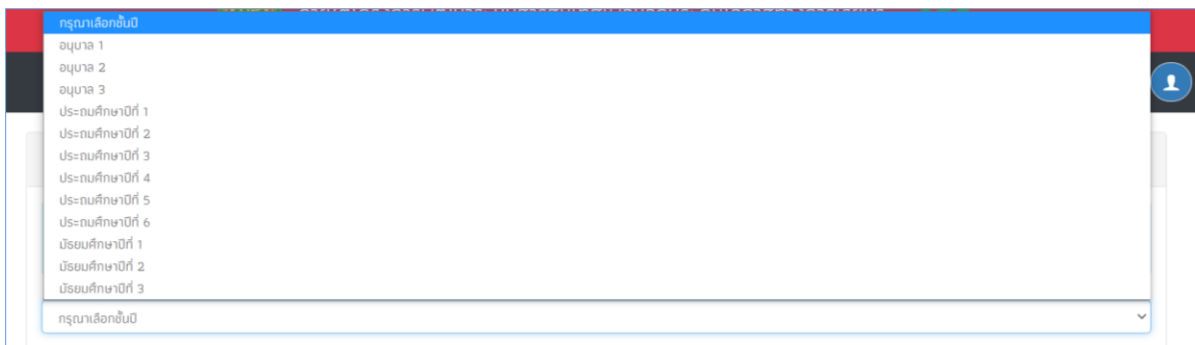 กรุณาเลือกชั้นปี
อนุบาล 1
อนุบาล 2
อนุบาล 3
ประถมศึกษาปีที่ 1
ประถมศึกษาปีที่ 2
ประถมศึกษาปีที่ 3
ประถมศึกษาปีที่ 4
ประถมศึกษาปีที่ 5
ประถมศึกษาปีที่ 6
มัธยมศึกษาปีที่ 1
มัธยมศึกษาปีที่ 2
มัธยมศึกษาปีที่ 3
กรุณาเลือกชั้นปี